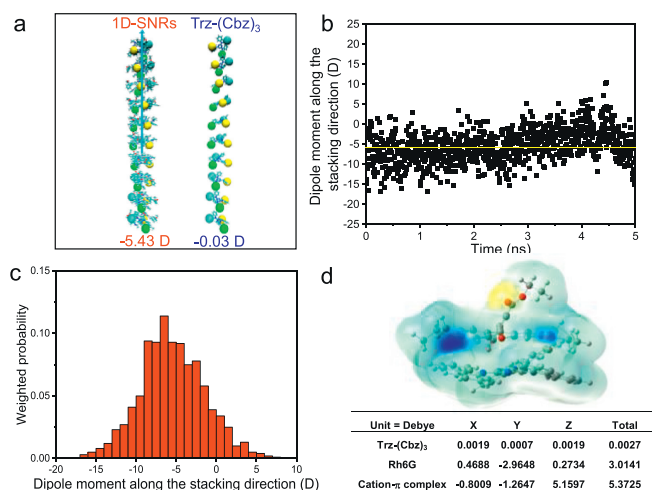 a
1D-SNRs Trz-(Cbz)3
-5.43 D -0.03 D
b
Dipole moment along the
stacking direction (D)
25
20
15
10
5
0
-5
-10
-15
-20
-25
0 1 2 3 4 5
Time (ns)
c
Weighted probability
0.15
0.10
0.05
0.00
-20 -15 -10 -5 0 5 10
Dipole moment along the stacking direction (D)
d
Unit = Debye X Y Z Total
Trz-(Cbz)3 0.0019 0.0007 0.0019 0.0027
Rh6G 0.4688 -2.9648 0.2734 3.0141
Cation-π complex -0.8009 -1.2647 5.1597 5.3725